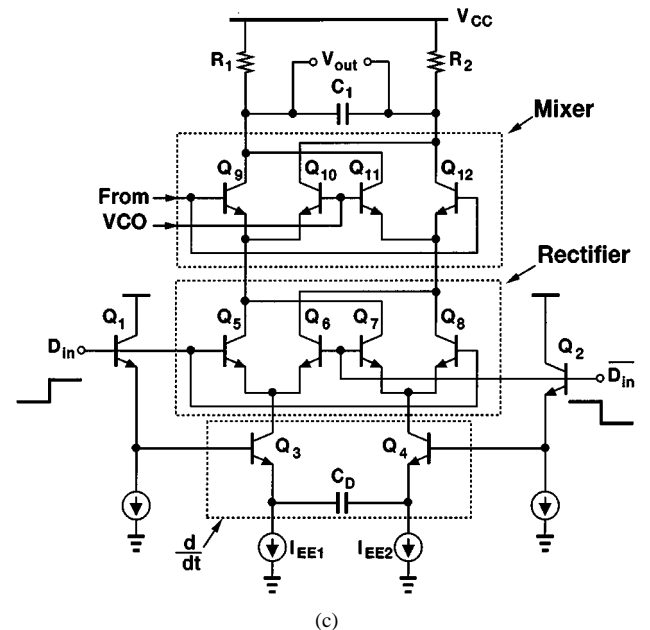 V_CC
R_1
V_out
R_2
C_1
Mixer
Q_9
Q_10
Q_11
Q_12
From
VCO
Rectifier
Q_1
Q_5
Q_6
Q_7
Q_8
Q_2
D_in
\overline{D_in}
Q_3
Q_4
C_D
d
dt
I_EE1
I_EE2
(c)